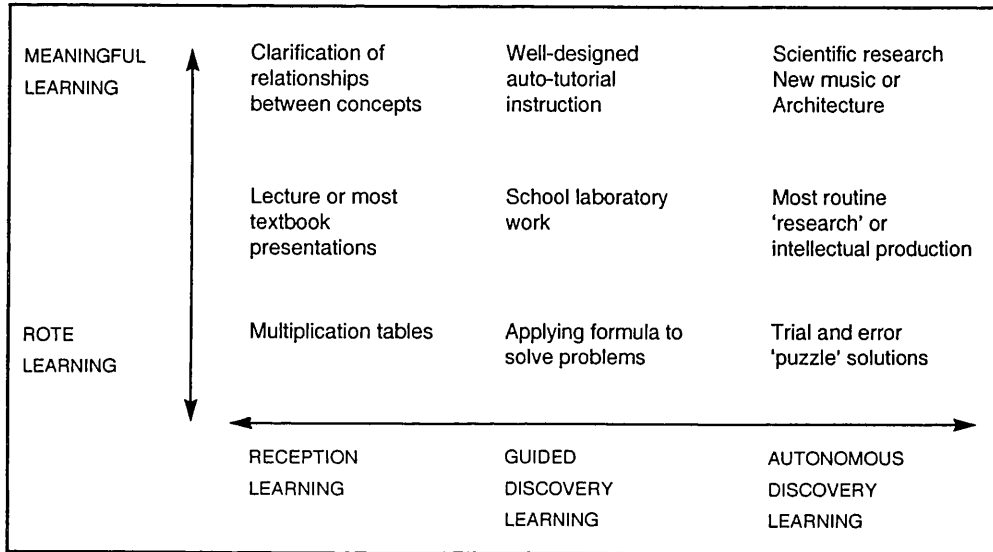 MEANINGFUL
LEARNING
Clarification of
relationships
between concepts
Well-designed
auto-tutorial
instruction
Scientific research
New music or
Architecture
Lecture or most
textbook
presentations
School laboratory
work
Most routine
'research' or
intellectual production
ROTE
LEARNING
Multiplication tables
Applying formula to
solve problems
Trial and error
'puzzle' solutions
RECEPTION
LEARNING
GUIDED
DISCOVERY
LEARNING
AUTONOMOUS
DISCOVERY
LEARNING